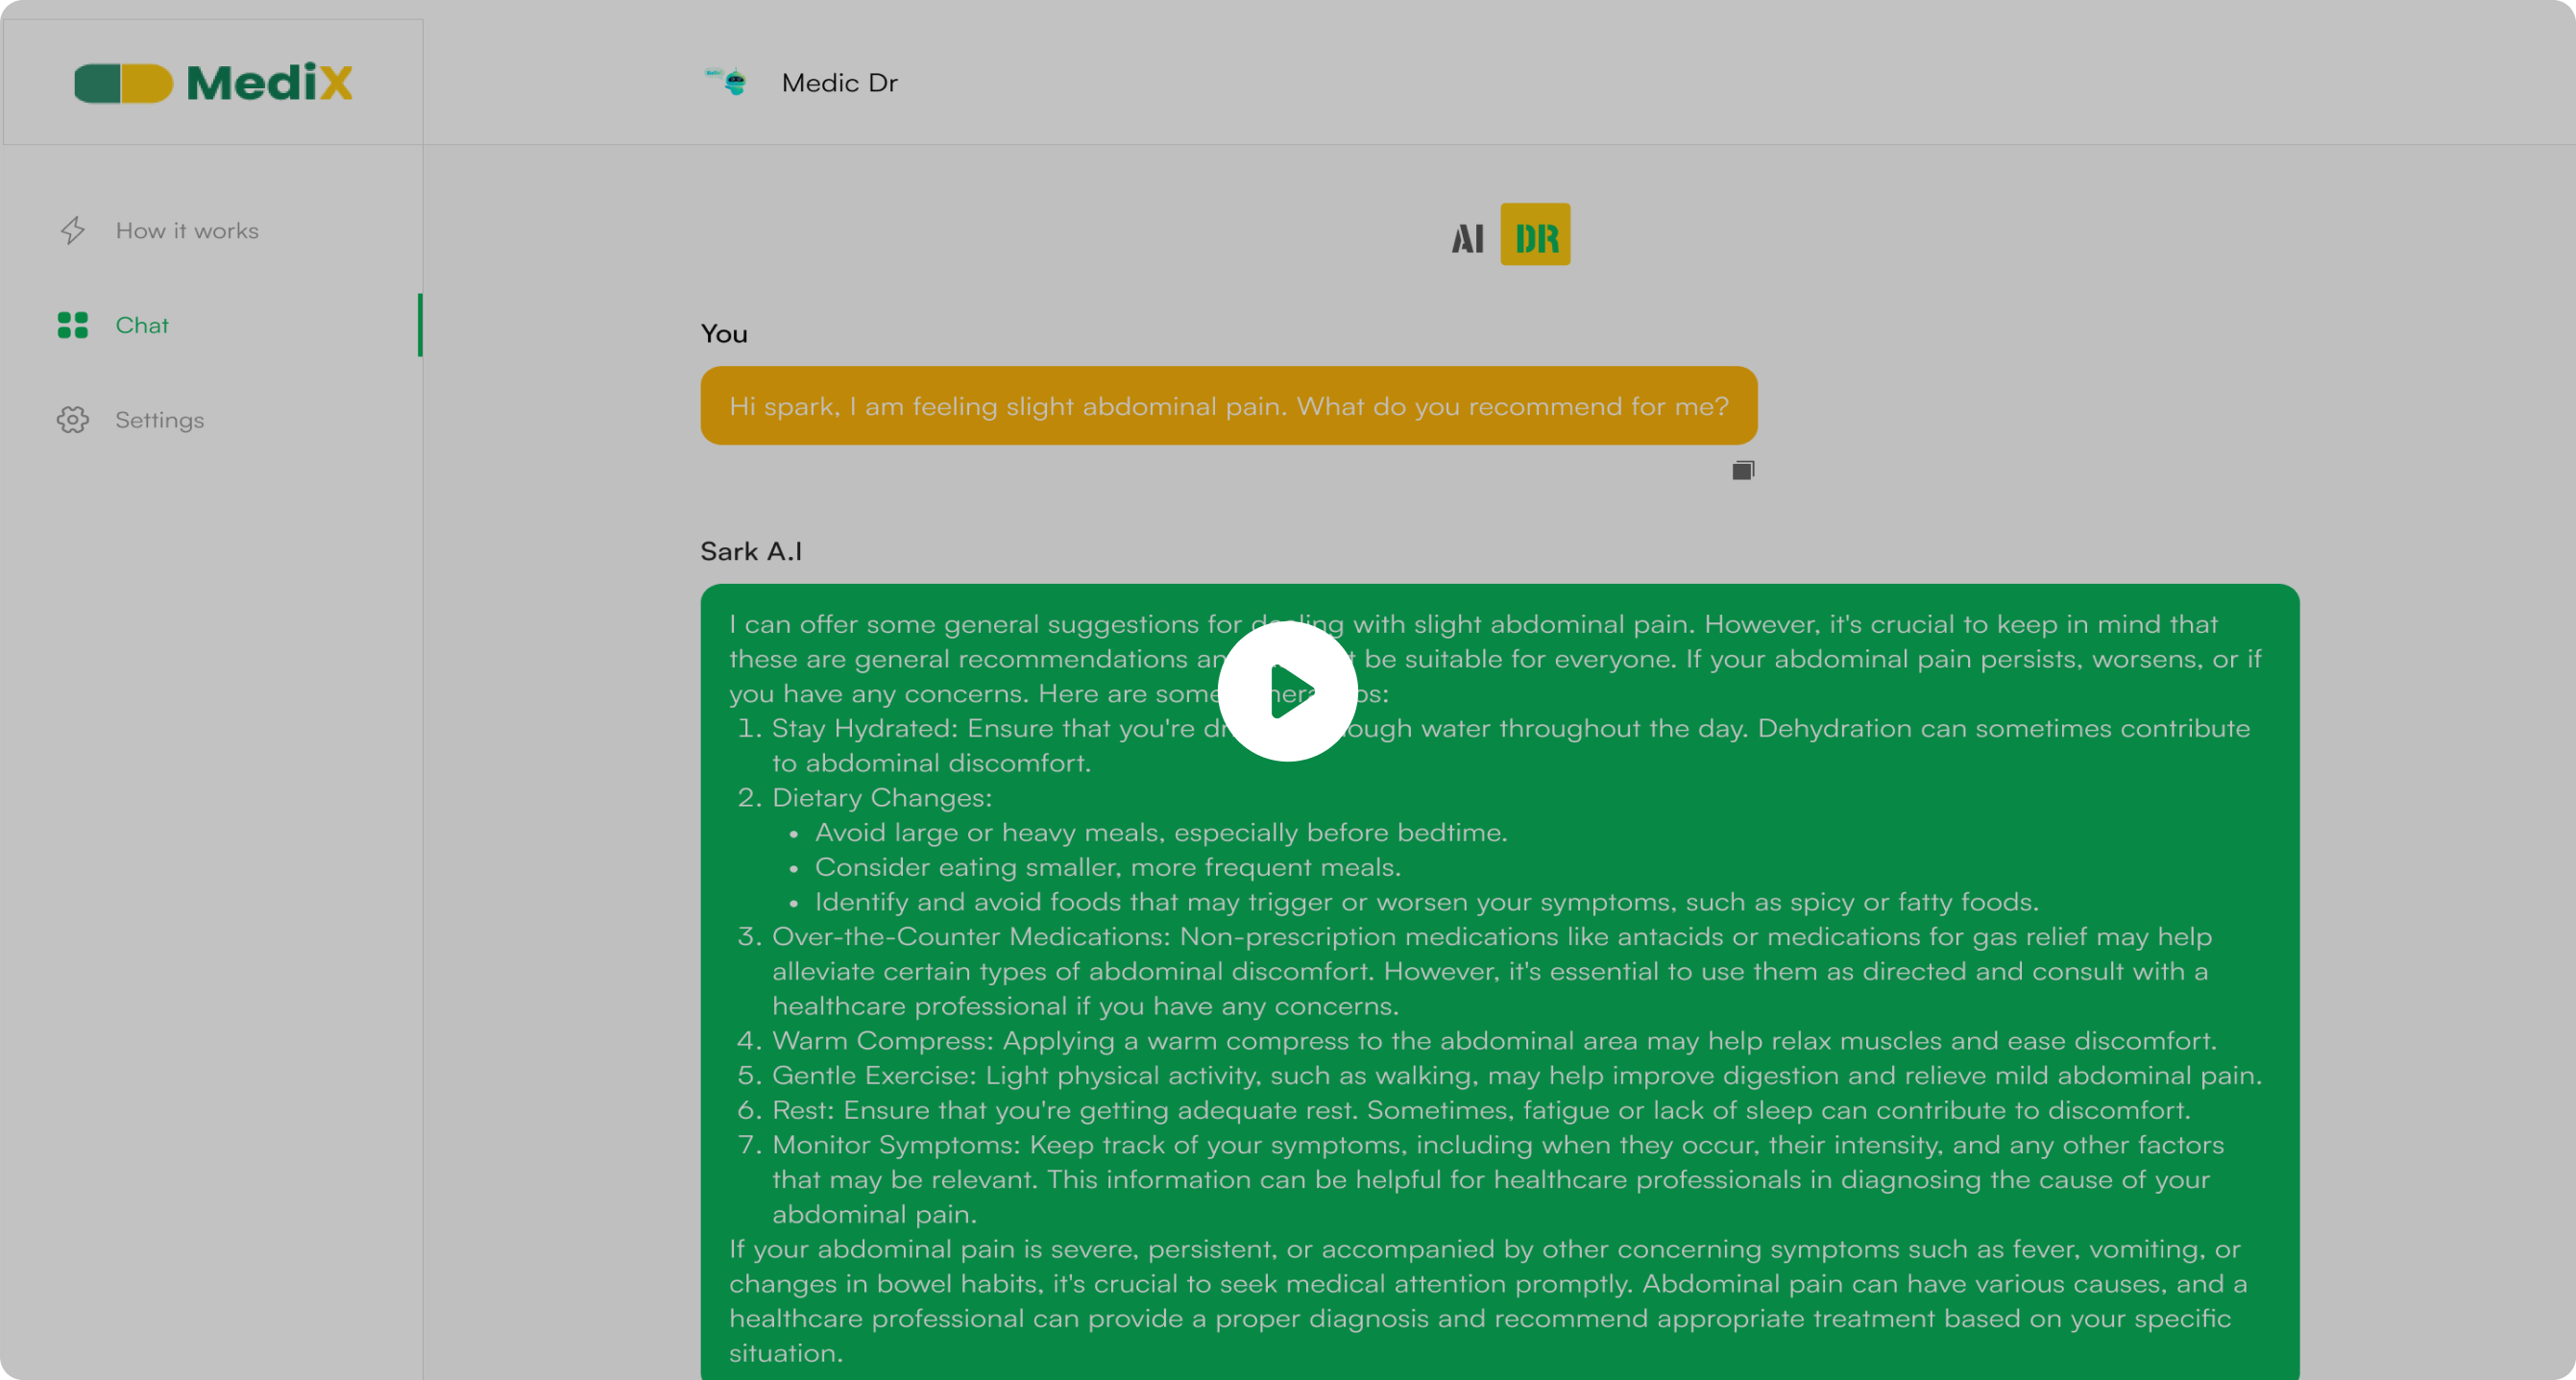 MediX
Medic Dr
How it works
Chat
Settings
AI DR
You
Hi spark, I am feeling slight abdominal pain. What do you recommend for me?
Sark A.I
I can offer some general suggestions for dealing with slight abdominal pain. However, it's crucial to keep in mind that
these are general recommendations be suitable for everyone. If your abdominal pain persists, worsens, or if
you have any concerns. Here are some
1. Stay Hydrated: Ensure that you're water throughout the day. Dehydration can sometimes contribute
to abdominal discomfort.
2. Dietary Changes:
• Avoid large or heavy meals, especially before bedtime.
• Consider eating smaller, more frequent meals.
• Identify and avoid foods that may trigger or worsen your symptoms, such as spicy or fatty foods.
3. Over-the-Counter Medications: Non-prescription medications like antacids or medications for gas relief may help
alleviate certain types of abdominal discomfort. However, it's essential to use them as directed and consult with a
healthcare professional if you have any concerns.
4. Warm Compress: Applying a warm compress to the abdominal area may help relax muscles and ease discomfort.
5. Gentle Exercise: Light physical activity, such as walking, may help improve digestion and relieve mild abdominal pain.
6. Rest: Ensure that you're getting adequate rest. Sometimes, fatigue or lack of sleep can contribute to discomfort.
7. Monitor Symptoms: Keep track of your symptoms, including when they occur, their intensity, and any other factors
that may be relevant. This information can be helpful for healthcare professionals in diagnosing the cause of your
abdominal pain.
If your abdominal pain is severe, persistent, or accompanied by other concerning symptoms such as fever, vomiting, or
changes in bowel habits, it's crucial to seek medical attention promptly. Abdominal pain can have various causes, and a
healthcare professional can provide a proper diagnosis and recommend appropriate treatment based on your specific
situation.